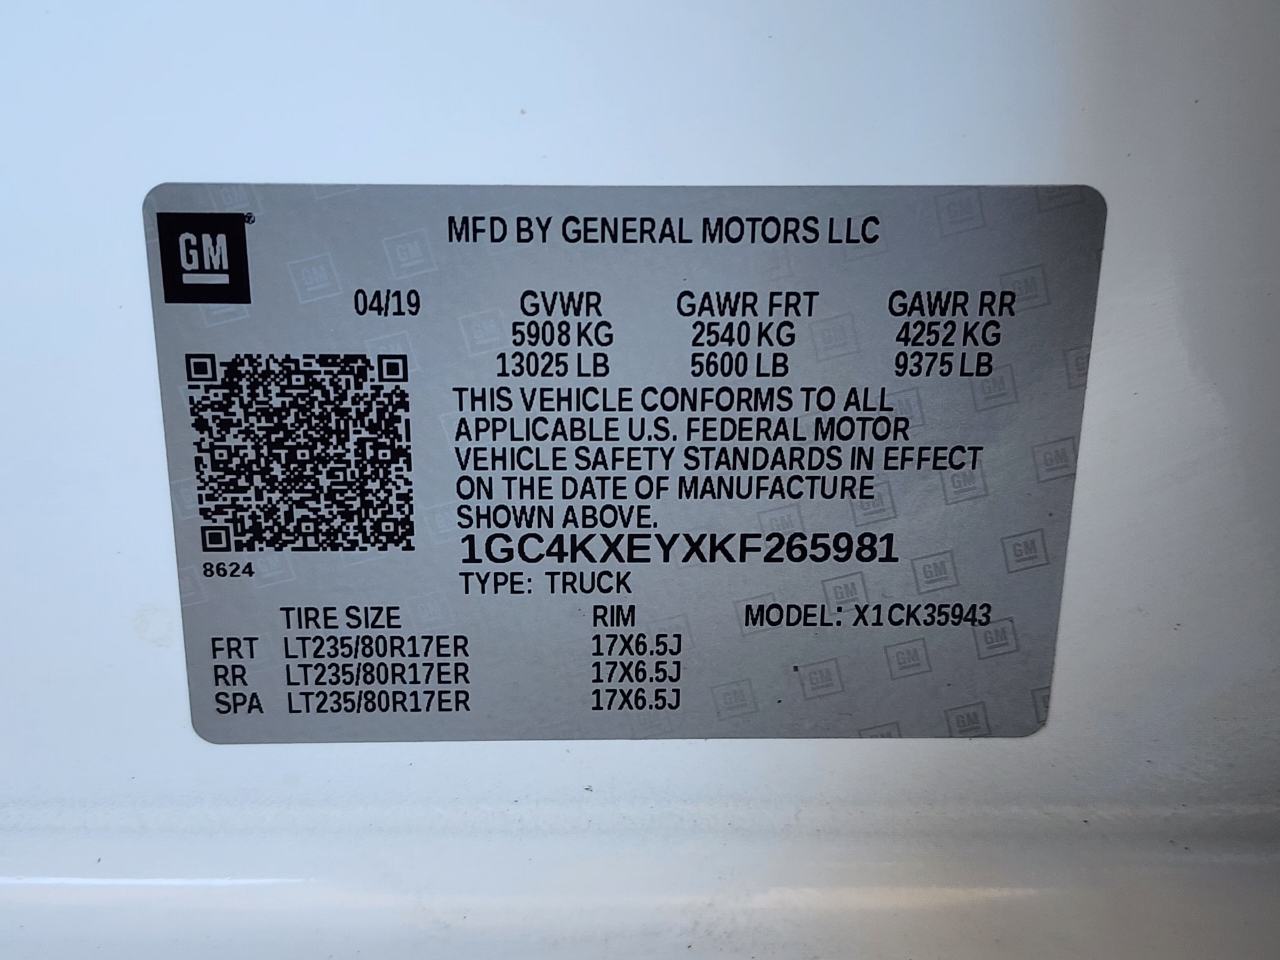 GM®
MFD BY GENERAL MOTORS LLC
04/19 GVWR GAWR FRT GAWR RR
5908 KG 2540 KG 4252 KG
13025 LB 5600 LB 9375 LB
THIS VEHICLE CONFORMS TO ALL
APPLICABLE U.S. FEDERAL MOTOR
VEHICLE SAFETY STANDARDS IN EFFECT
ON THE DATE OF MANUFACTURE
SHOWN ABOVE.
1GC4KXEYXKF265981
8624
TYPE: TRUCK
TIRE SIZE RIM MODEL: X1CK35943
FRT LT235/80R17ER 17X6.5J
RR LT235/80R17ER 17X6.5J
SPA LT235/80R17ER 17X6.5J